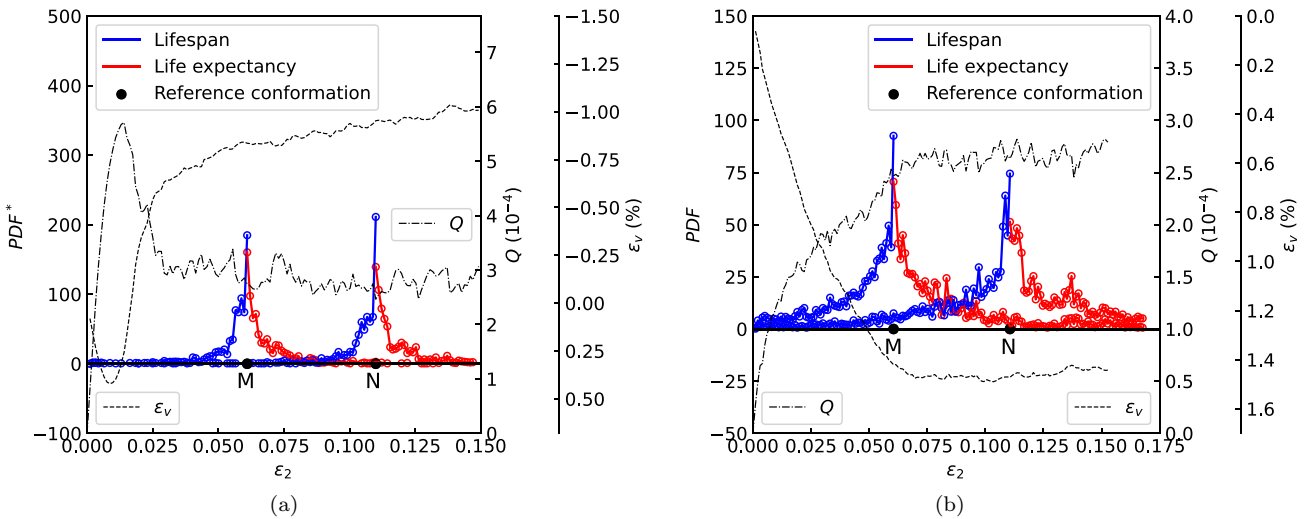 500
400
300
200
100
0
−100
PDF*
Lifespan
Life expectancy
Reference conformation
Q
ε_v
M
N
0.000
0.025
0.050
0.075
0.100
0.125
0.150
ε₂
7
6
5
4
3
2
1
0
Q (10⁻⁴)
−1.50
−1.25
−1.00
−0.75
−0.50
−0.25
0.00
0.25
0.50
ε_v (%)
(a)
150
125
100
75
50
25
0
−25
−50
PDF
Lifespan
Life expectancy
Reference conformation
M
N
Q
ε_v
0.000
0.025
0.050
0.075
0.100
0.125
0.150
0.175
ε₂
4.0
3.5
3.0
2.5
2.0
1.5
1.0
0.5
0.0
Q (10⁻⁴)
0.0
0.2
0.4
0.6
0.8
1.0
1.2
1.4
1.6
ε_v (%)
(b)